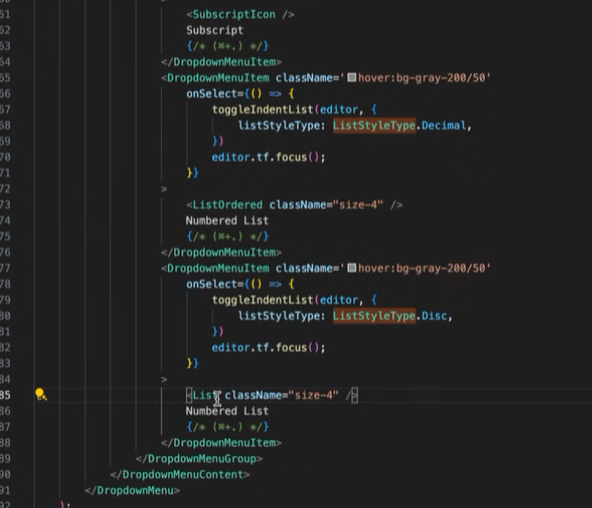 61 <SubscriptIcon />
62 Subscript
63 {/* (⌘+.) */}
64 </DropdownMenuItem>
65 <DropdownMenuItem className='hover:bg-gray-200/50'
66 onSelect={() => {
67 toggleIndentList(editor, {
68 listStyleType: ListStyleType.Decimal,
69 })
70 editor.tf.focus();
71 }}
72 >
73 <ListOrdered className="size-4" />
74 Numbered List
75 {/* (⌘+.) */}
76 </DropdownMenuItem>
77 <DropdownMenuItem className='hover:bg-gray-200/50'
78 onSelect={() => {
79 toggleIndentList(editor, {
80 listStyleType: ListStyleType.Disc,
81 })
82 editor.tf.focus();
83 }}
84 >
85 <List className="size-4" />
86 Numbered List
87 {/* (⌘+.) */}
88 </DropdownMenuItem>
89 </DropdownMenuGroup>
90 </DropdownMenuContent>
91 </DropdownMenu>
92 );